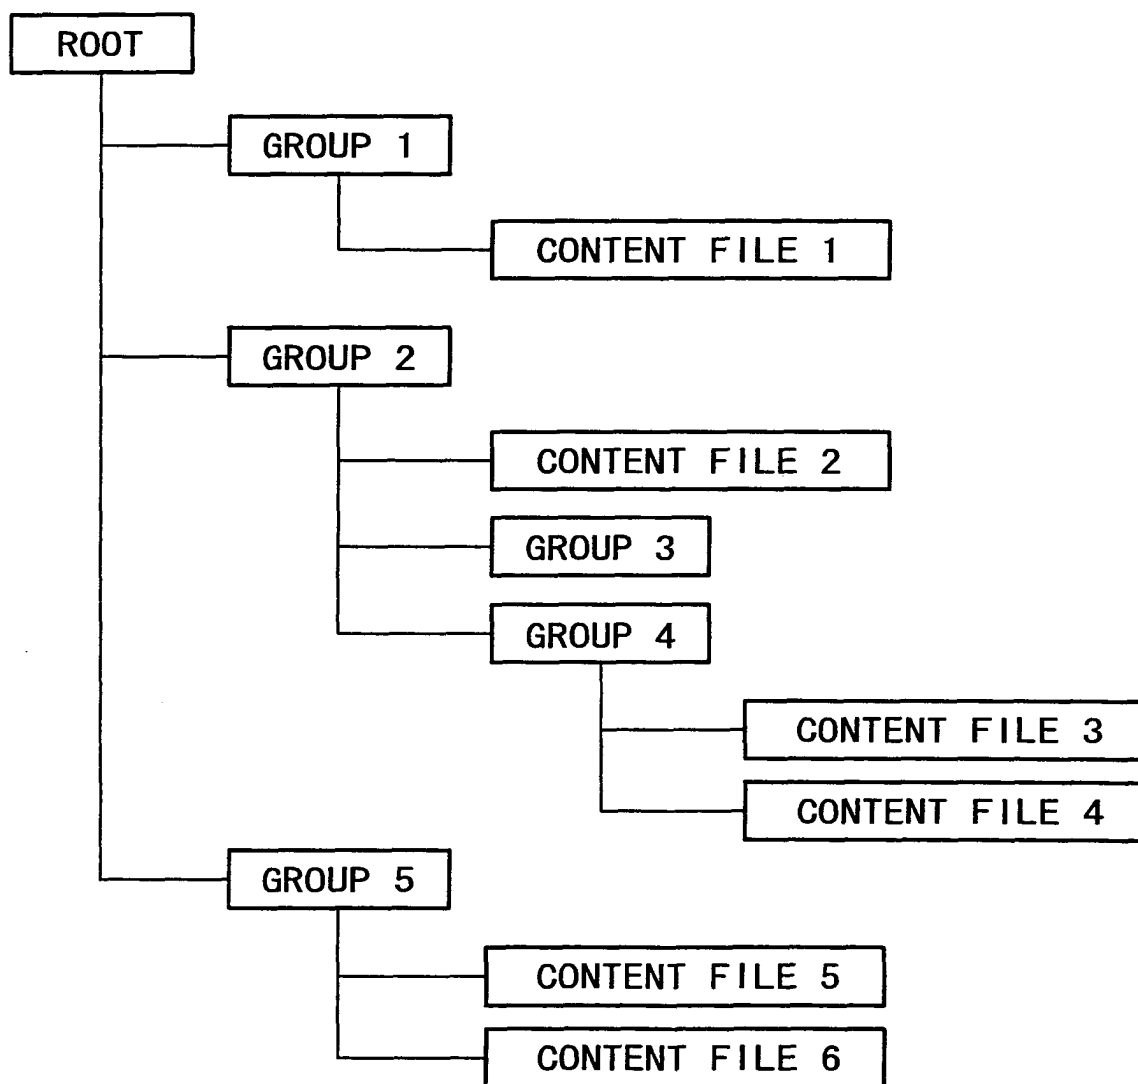 ROOT
GROUP 1
CONTENT FILE 1
GROUP 2
CONTENT FILE 2
GROUP 3
GROUP 4
CONTENT FILE 3
CONTENT FILE 4
GROUP 5
CONTENT FILE 5
CONTENT FILE 6